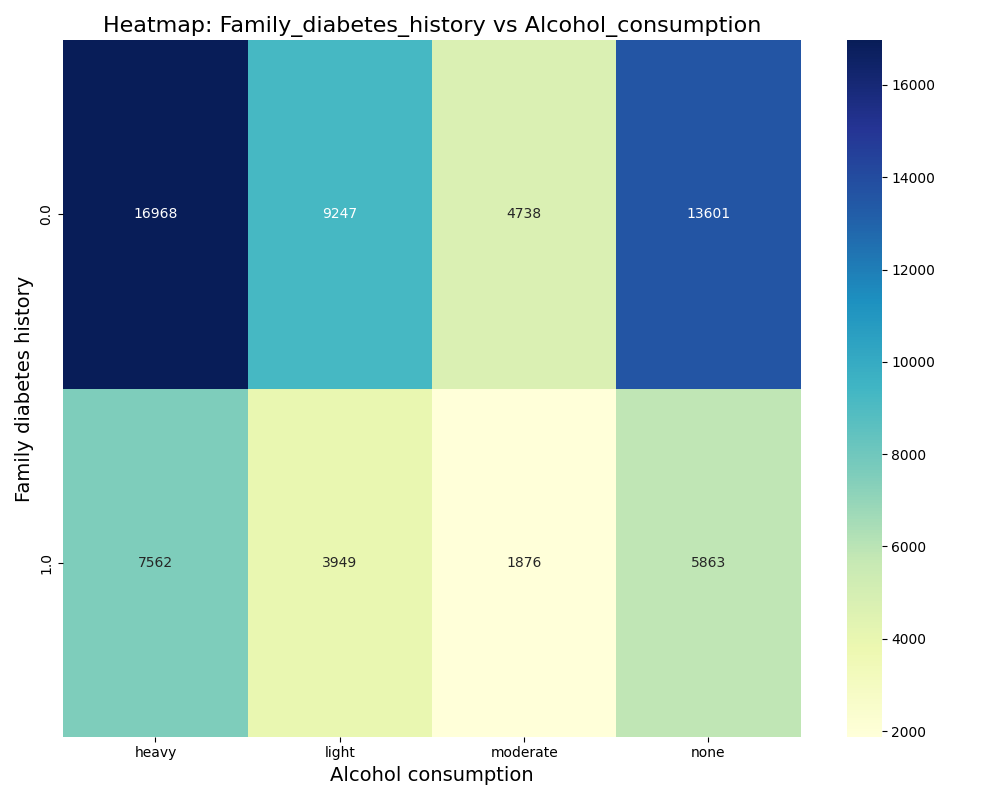 Heatmap: Family_diabetes_history vs Alcohol_consumption
Family diabetes history
0.0
1.0
16968 9247 4738 13601
7562 3949 1876 5863
heavy light moderate none
Alcohol consumption
16000
14000
12000
10000
8000
6000
4000
2000